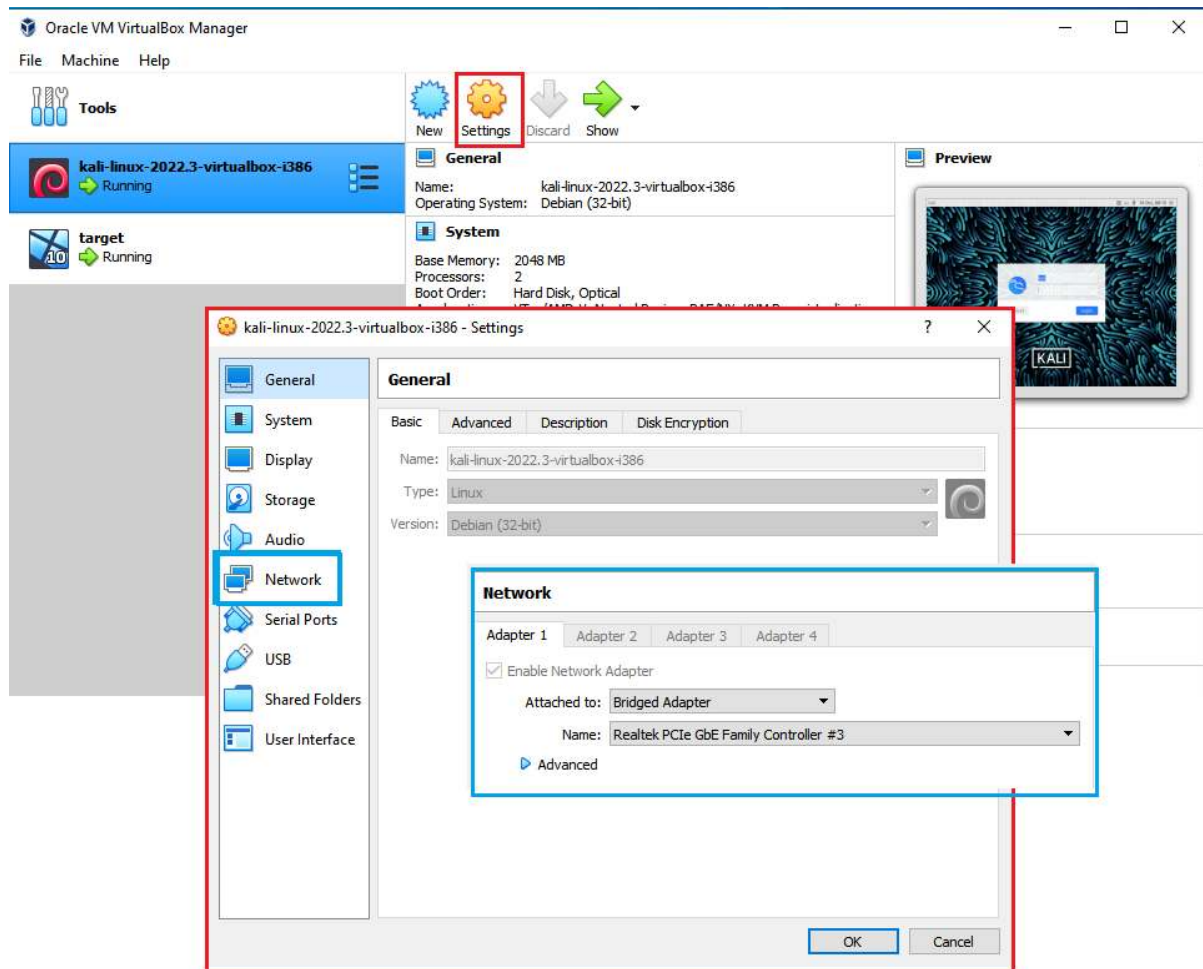 Oracle VM VirtualBox Manager
File Machine Help
Tools
New Settings Discard Show
kali-linux-2022.3-virtualbox-i386
Running
target
10
Running
General
Name: kali-linux-2022.3-virtualbox-i386
Operating System: Debian (32-bit)
System
Base Memory: 2048 MB
Processors: 2
Boot Order: Hard Disk, Optical
Preview
KALI
kali-linux-2022.3-virtualbox-i386 - Settings ?
General
System
Display
Storage
Audio
Network
Serial Ports
USB
Shared Folders
User Interface
General
Basic Advanced Description Disk Encryption
Name: kali-linux-2022.3-virtualbox-i386
Type: Linux
Version: Debian (32-bit)
Network
Adapter 1 Adapter 2 Adapter 3 Adapter 4
Enable Network Adapter
Attached to: Bridged Adapter
Name: Realtek PCIe GbE Family Controller #3
Advanced
OK Cancel